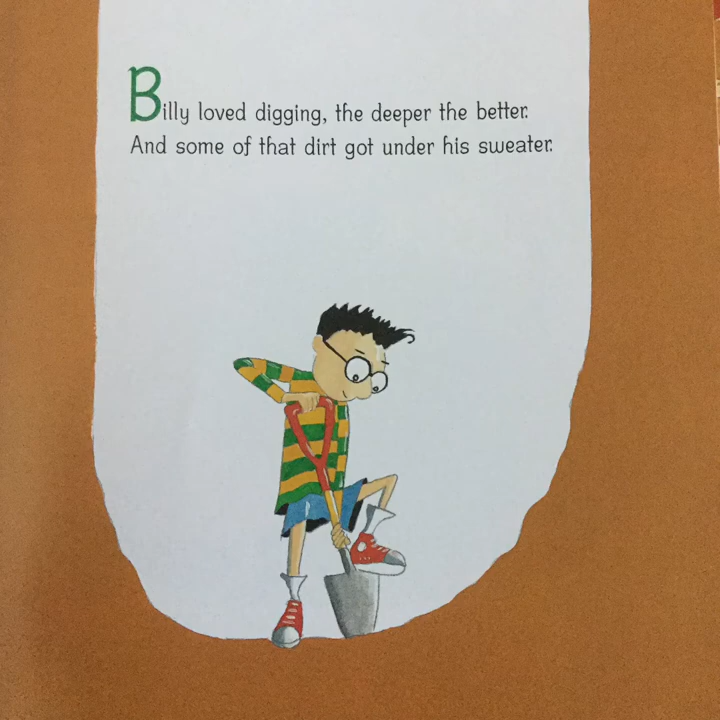 Billy loved digging, the deeper the better.
And some of that dirt got under his sweater.